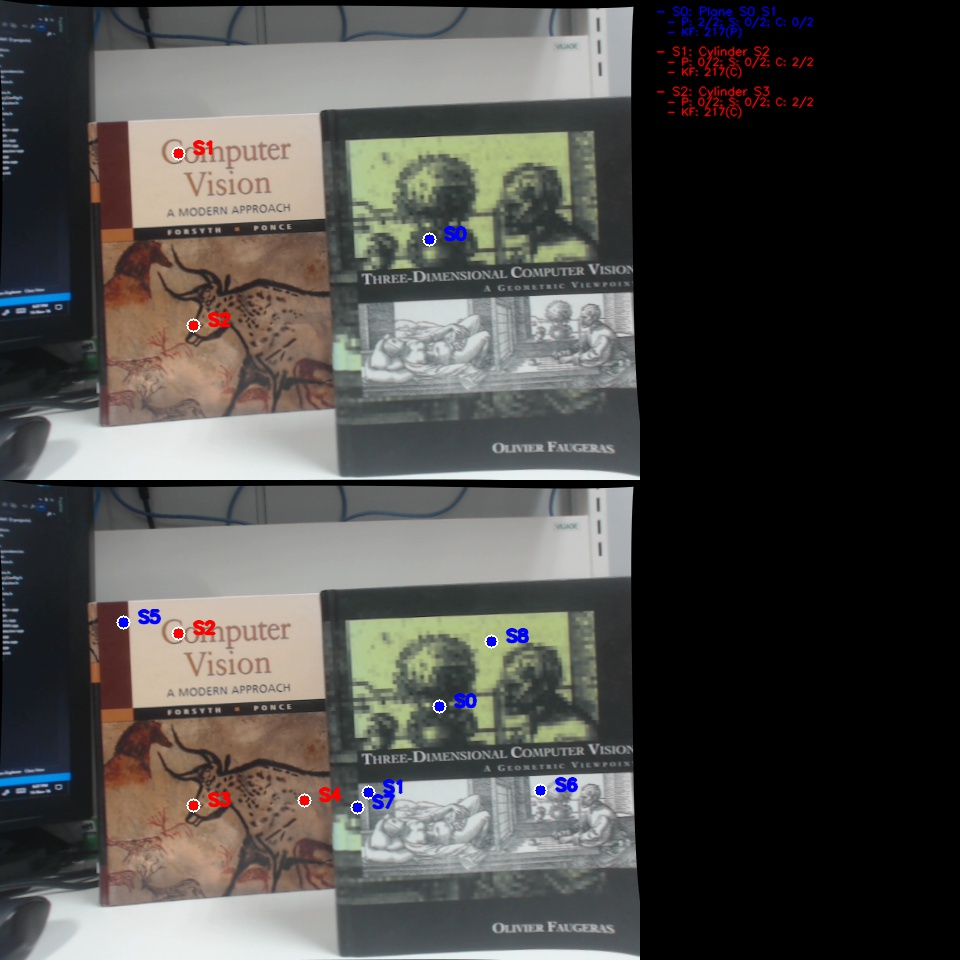 - S0: Plane S0 S1
- P: 2/2; S: 0/2; C: 0/2
- KF: 217(P)
- S1: Cylinder S2
- P: 0/2; S: 0/2; C: 2/2
- KF: 217(C)
- S2: Cylinder S3
- P: 0/2; S: 0/2; C: 2/2
- KF: 217(C)
Computer
Vision
A MODERN APPROACH
FORSYTH PONCE
S1
S2
S0
THREE-DIMENSIONAL COMPUTER VISION
A GEOMETRIC VIEWPOIN
OLIVIER FAUGERAS
S5
S2
Computer
Vision
A MODERN APPROACH
FORSYTH PONCE
S3
S4
S8
S0
THREE-DIMENSIONAL COMPUTER VISION
A GEOMETRIC VIEWPOIN
S1
S7
S6
OLIVIER FAUGERAS